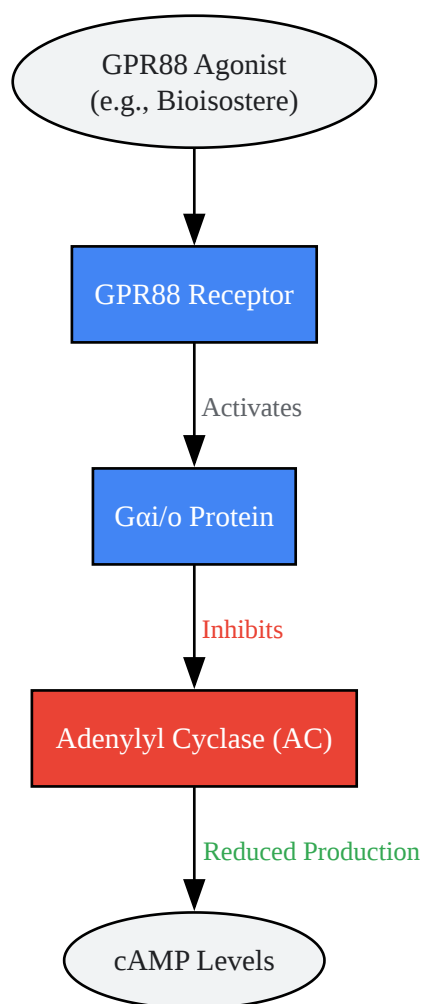 GPR88 Agonist
(e.g., Bioisostere)
GPR88 Receptor
Activates
Gαi/o Protein
Inhibits
Adenylyl Cyclase (AC)
Reduced Production
cAMP Levels